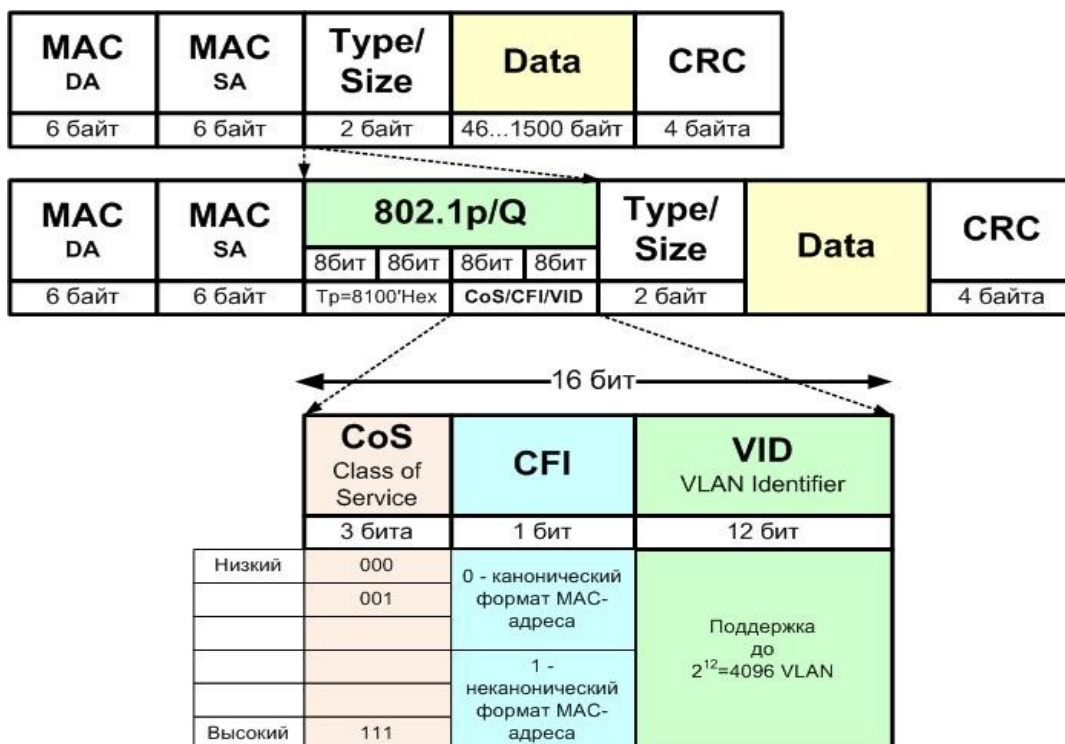 MAC DA
MAC SA
Type/ Size
Data
CRC
6 байт
6 байт
2 байт
46...1500 байт
4 байта
MAC DA
MAC SA
802.1p/Q
Type/ Size
Data
CRC
8бит
8бит
8бит
8бит
6 байт
6 байт
Tp=8100'Hex
CoS/CFI/VID
2 байт
4 байта
16 бит
CoS
Class of
Service
CFI
VID
VLAN Identifier
3 бита
1 бит
12 бит
Низкий
000
001
0 - канонический
формат MAC-
адреса
Поддержка
до
2¹²=4096 VLAN
1 -
неканонический
формат MAC-
адреса
Высокий
111